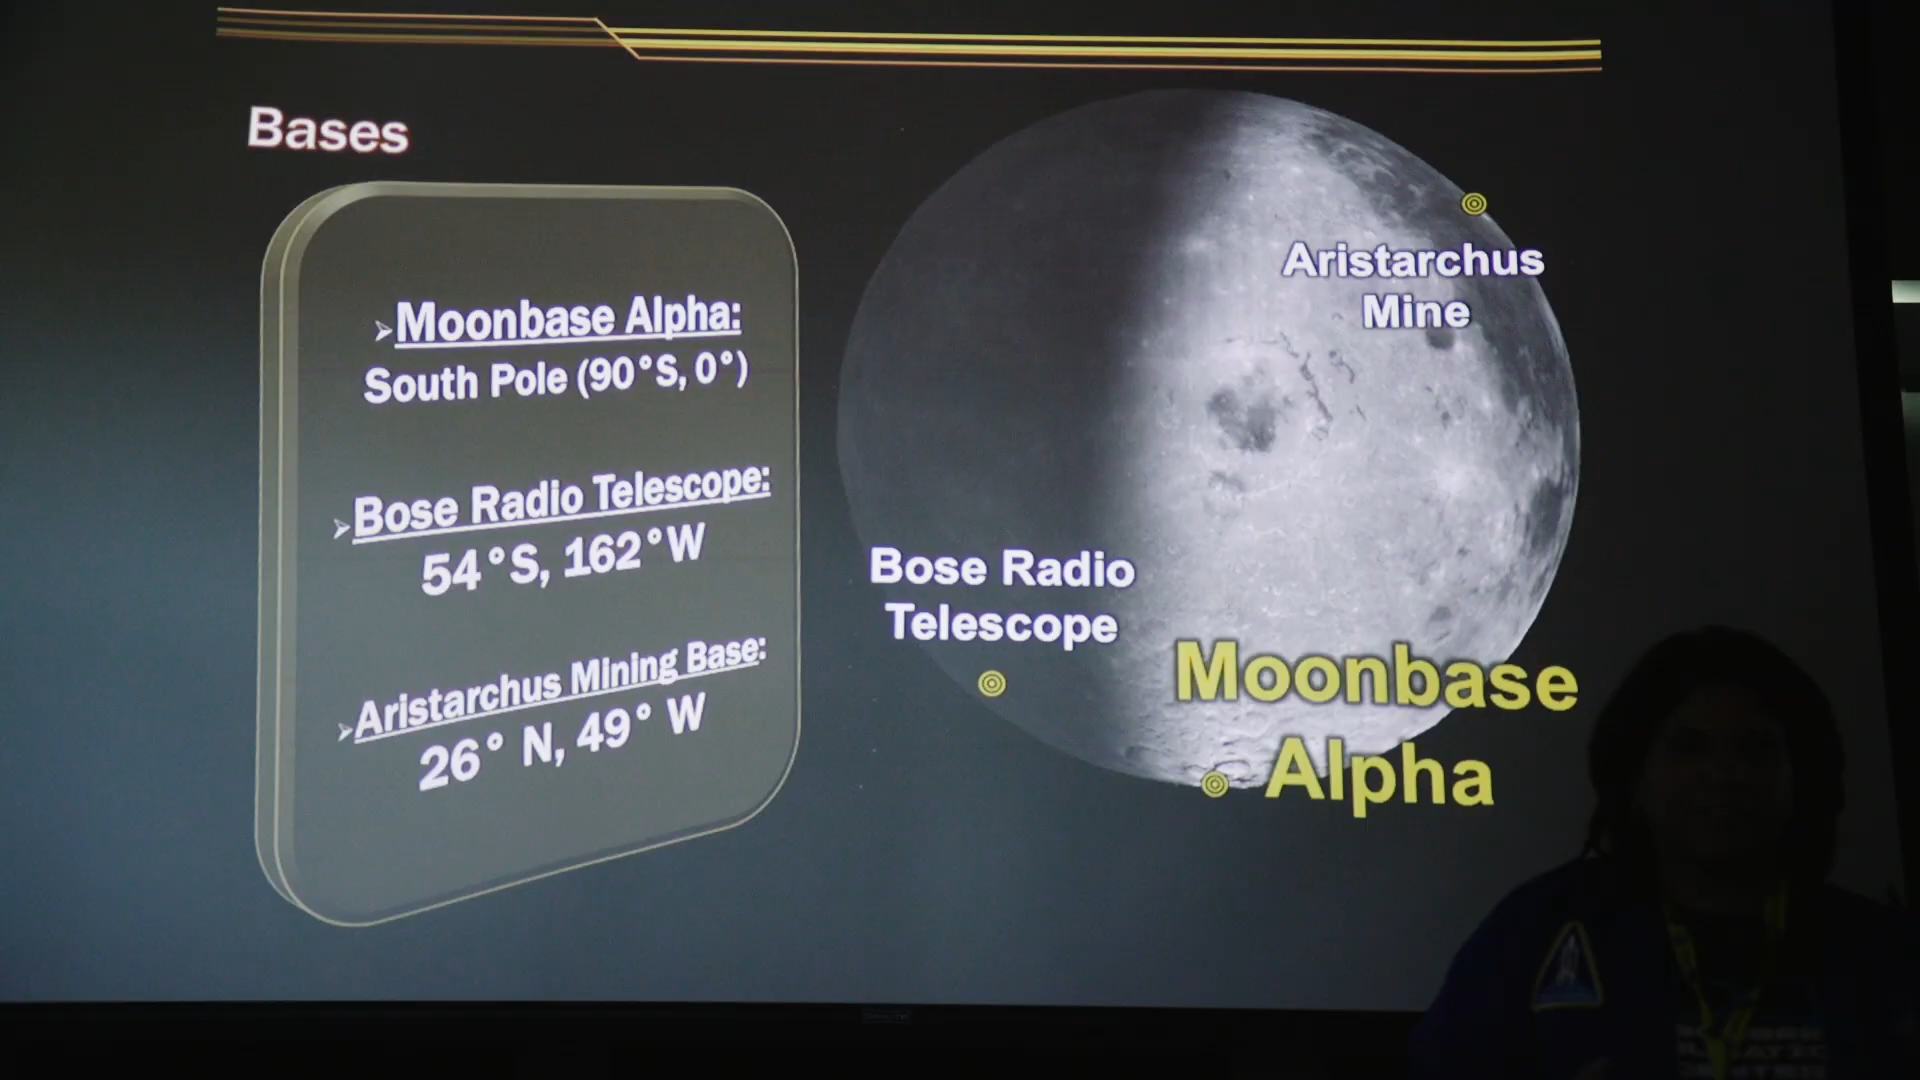 Bases
Moonbase Alpha:
South Pole (90°S, 0°)
Bose Radio Telescope:
54°S, 162°W
Aristarchus Mining Base:
26° N, 49° W
Aristarchus
Mine
Bose Radio
Telescope
Moonbase
Alpha